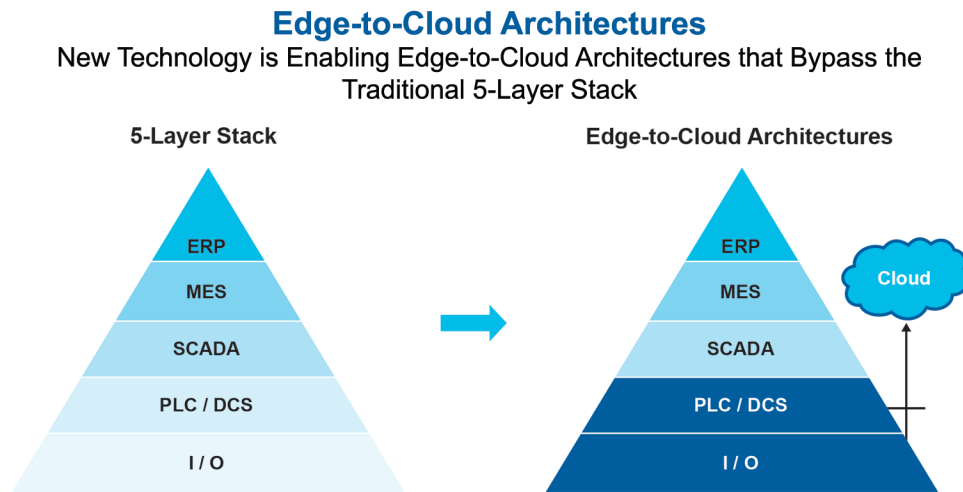 Edge-to-Cloud Architectures
New Technology is Enabling Edge-to-Cloud Architectures that Bypass the
Traditional 5-Layer Stack
5-Layer Stack
ERP
MES
SCADA
PLC / DCS
I / O
Edge-to-Cloud Architectures
ERP
MES
SCADA
PLC / DCS
I / O
Cloud